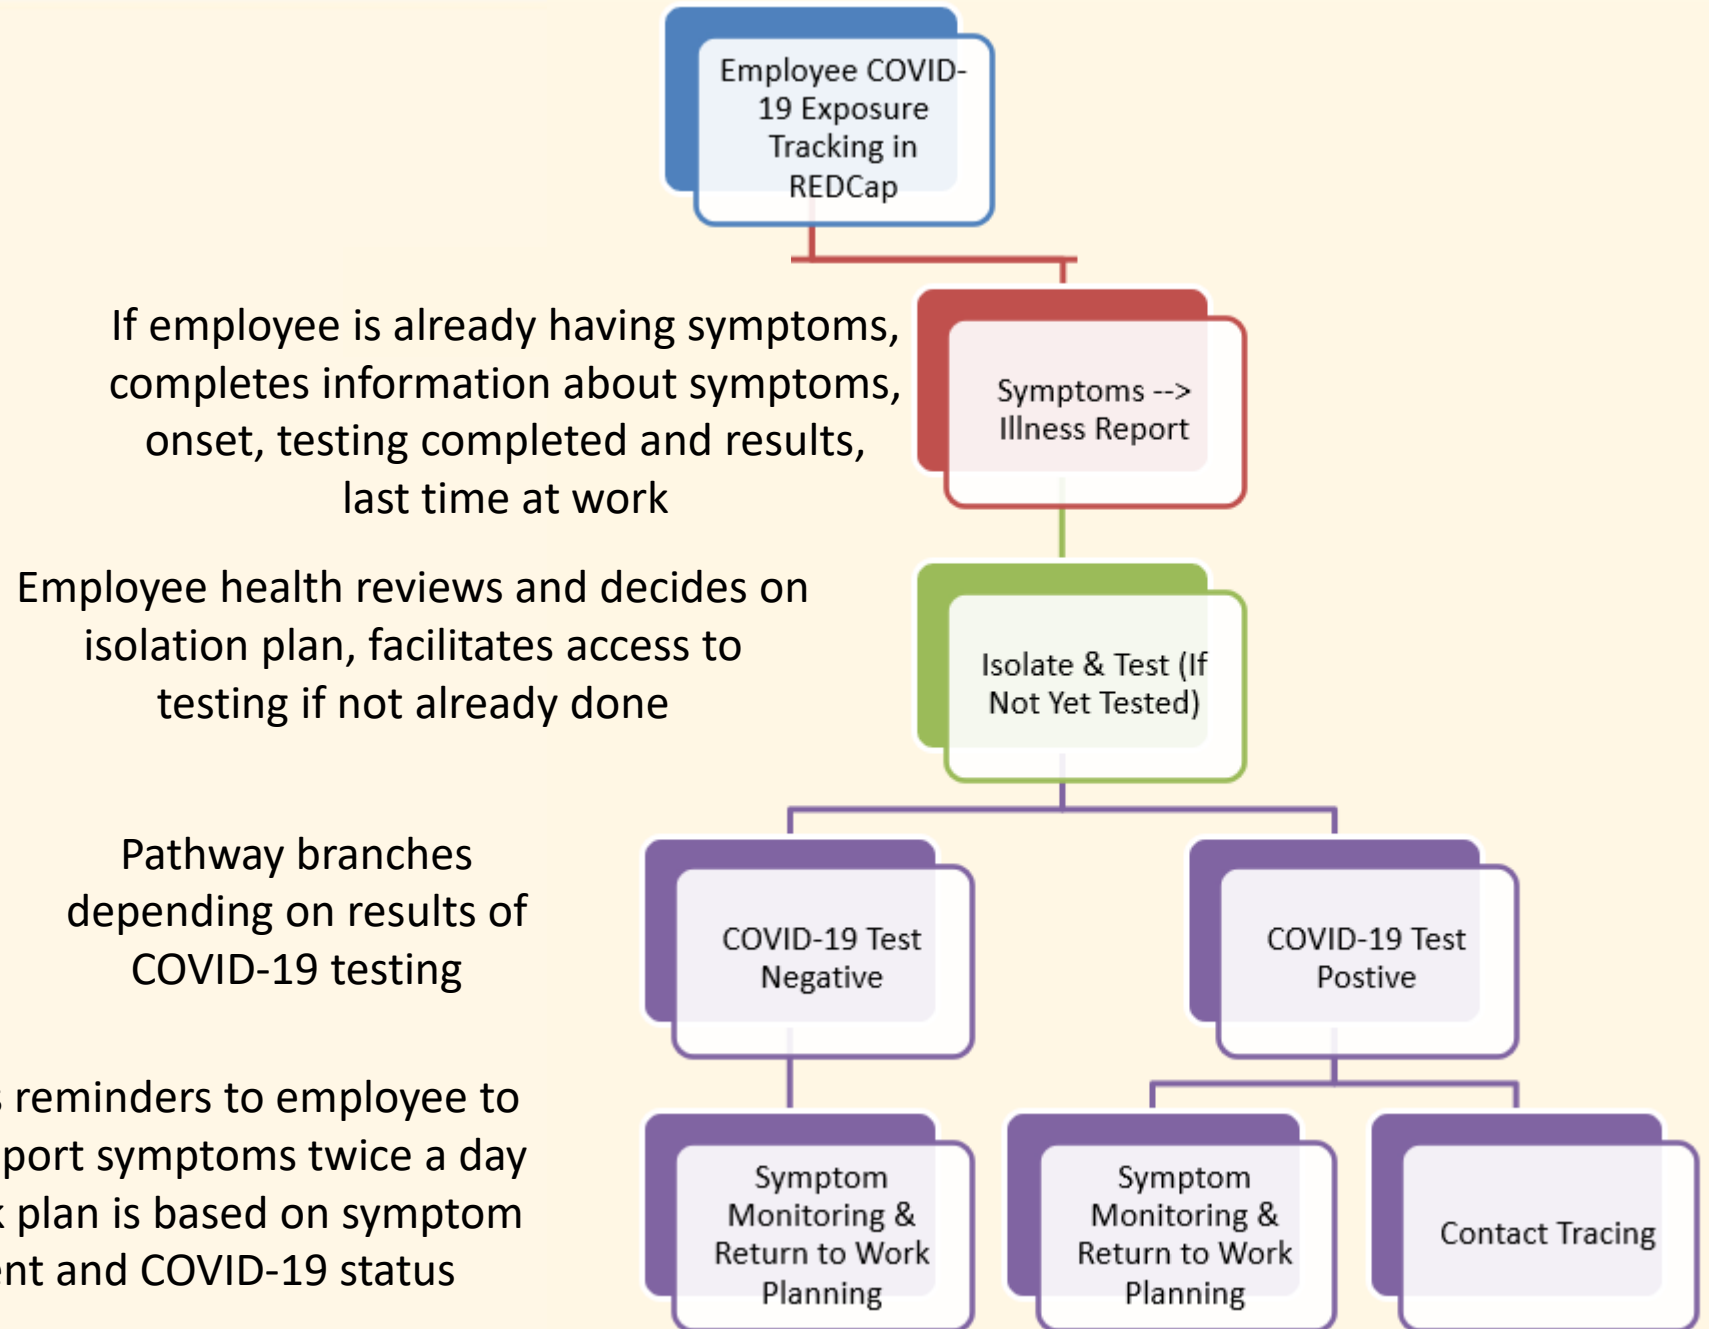 Employee COVID-
19 Exposure
Tracking in
REDCap
If employee is already having symptoms,
completes information about symptoms,
onset, testing completed and results,
last time at work
Symptoms -->
Illness Report
Employee health reviews and decides on
isolation plan, facilitates access to
testing if not already done
Isolate & Test (If
Not Yet Tested)
Pathway branches
depending on results of
COVID-19 testing
COVID-19 Test
Negative
COVID-19 Test
Postive
reminders to employee to
symptoms twice a day
plan is based on symptom
and COVID-19 status
Symptom
Monitoring &
Return to Work
Planning
Symptom
Monitoring &
Return to Work
Planning
Contact Tracing